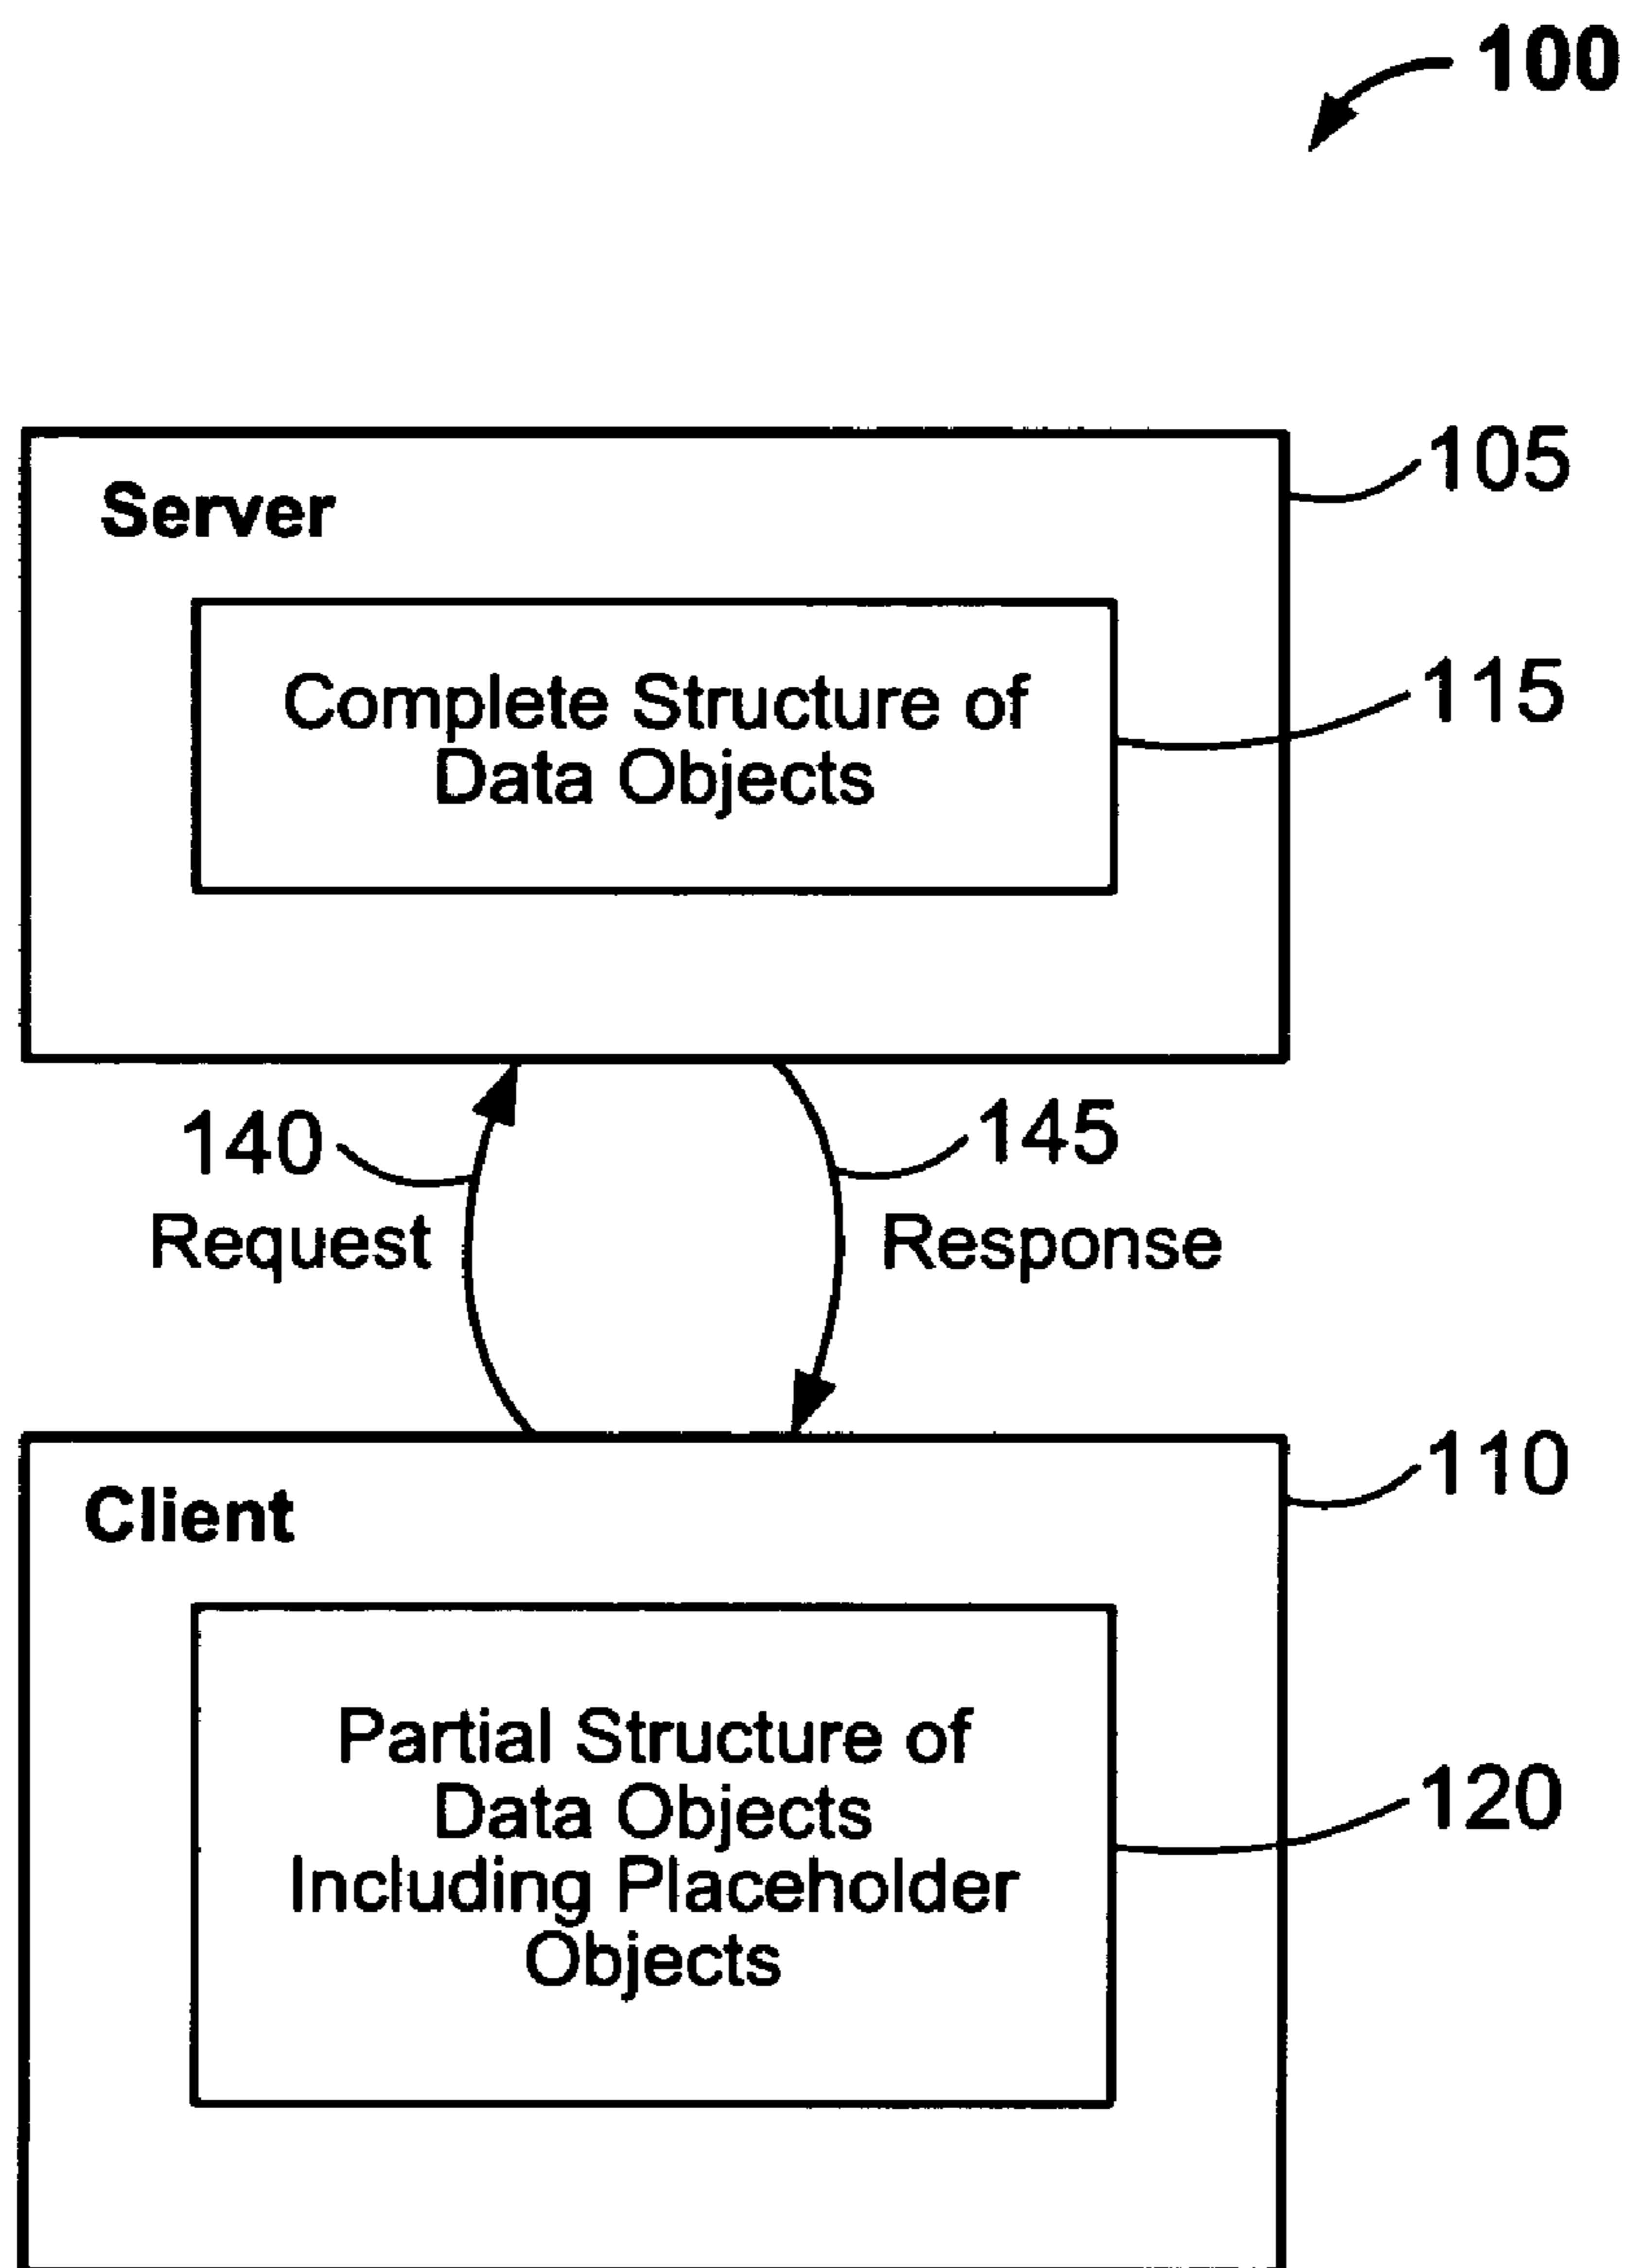 100
105
Server
Complete Structure of
Data Objects
115
140
145
Request
Response
110
Client
Partial Structure of
Data Objects
Including Placeholder
Objects
120